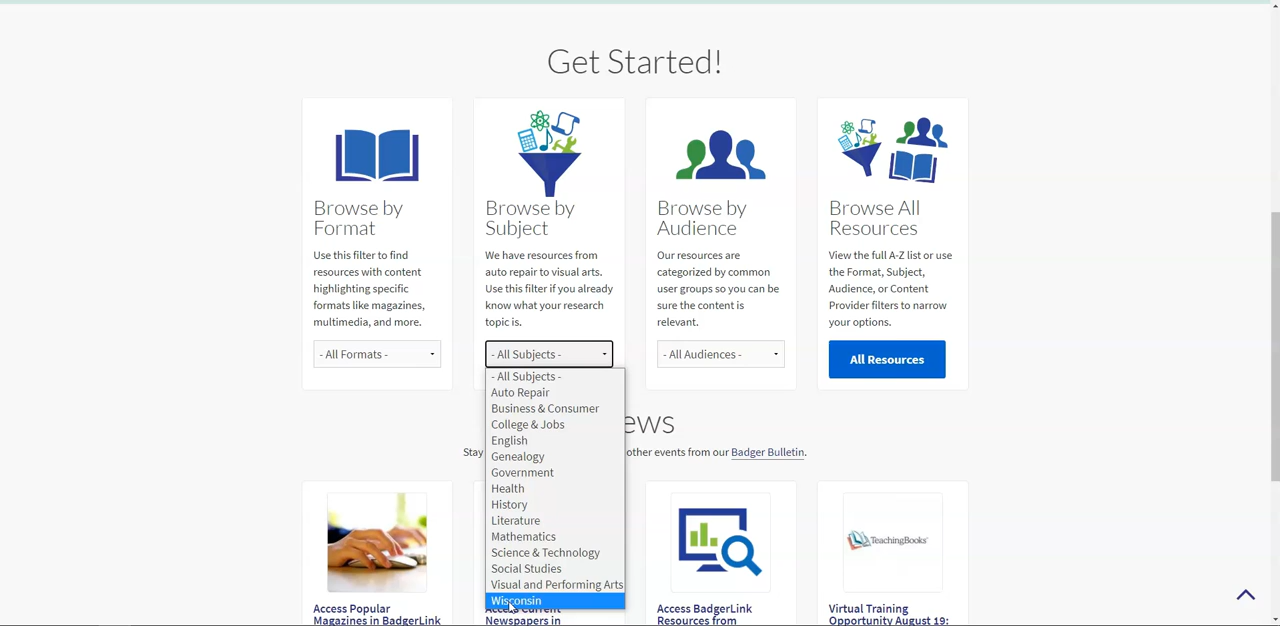 Get Started!
Browse by
Format
Use this filter to find
resources with content
highlighting specific
formats like magazines,
multimedia, and more.
- All Formats -
Browse by
Subject
We have resources from
auto repair to visual arts.
Use this filter if you already
know what your research
topic is.
- All Subjects -
- All Subjects -
Auto Repair
Business & Consumer
College & Jobs
English
Genealogy
Government
Health
History
Literature
Mathematics
Science & Technology
Social Studies
Visual and Performing Arts
Wisconsin
Browse by
Audience
Our resources are
categorized by common
user groups so you can be
sure the content is
relevant.
- All Audiences -
Browse All
Resources
View the full A-Z list or use
the Format, Subject,
Audience, or Content
Provider filters to narrow
your options.
All Resources
ews
Stay other events from our Badger Bulletin.
Access Popular
Magazines in BadgerLink
Access Current
Newspapers in
Access BadgerLink
Resources from
TeachingBooks
Virtual Training
Opportunity August 19: